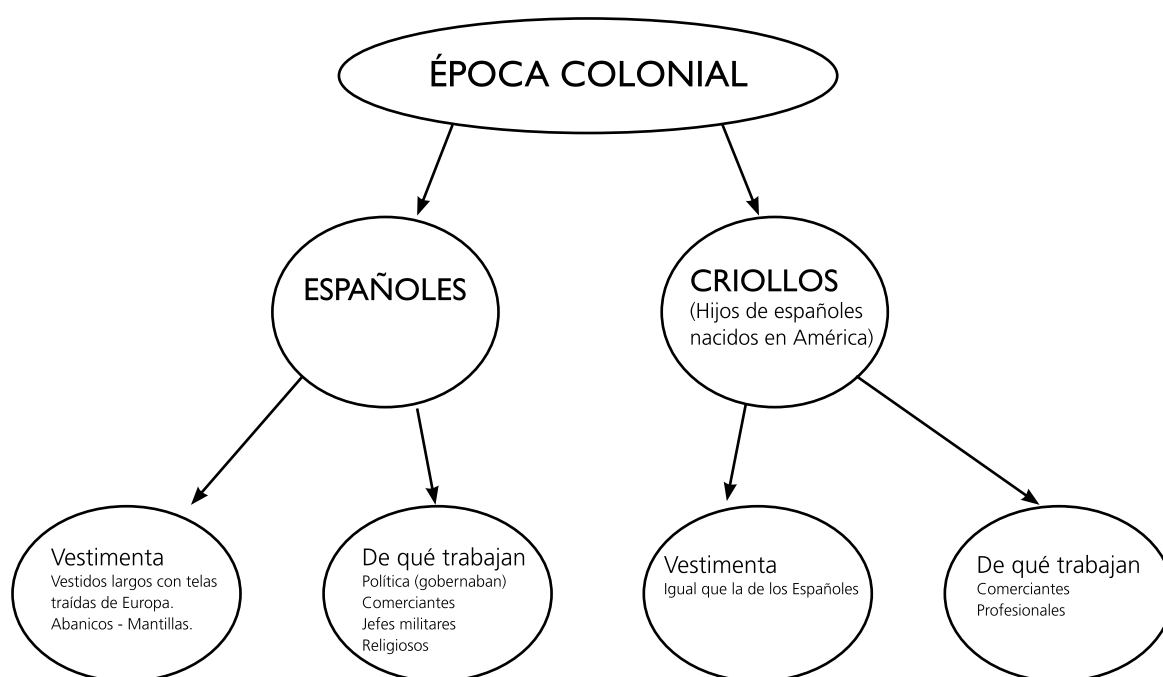 ÉPOCA COLONIAL
ESPAÑOLES
CRIOLLOS
(Hijos de españoles
nacidos en América)
Vestimenta
Vestidos largos con telas
traídas de Europa.
Abanicos - Mantillas.
De qué trabajan
Política (gobernaban)
Comerciantes
Jefes militares
Religiosos
Vestimenta
Igual que la de los Españoles
De qué trabajan
Comerciantes
Profesionales